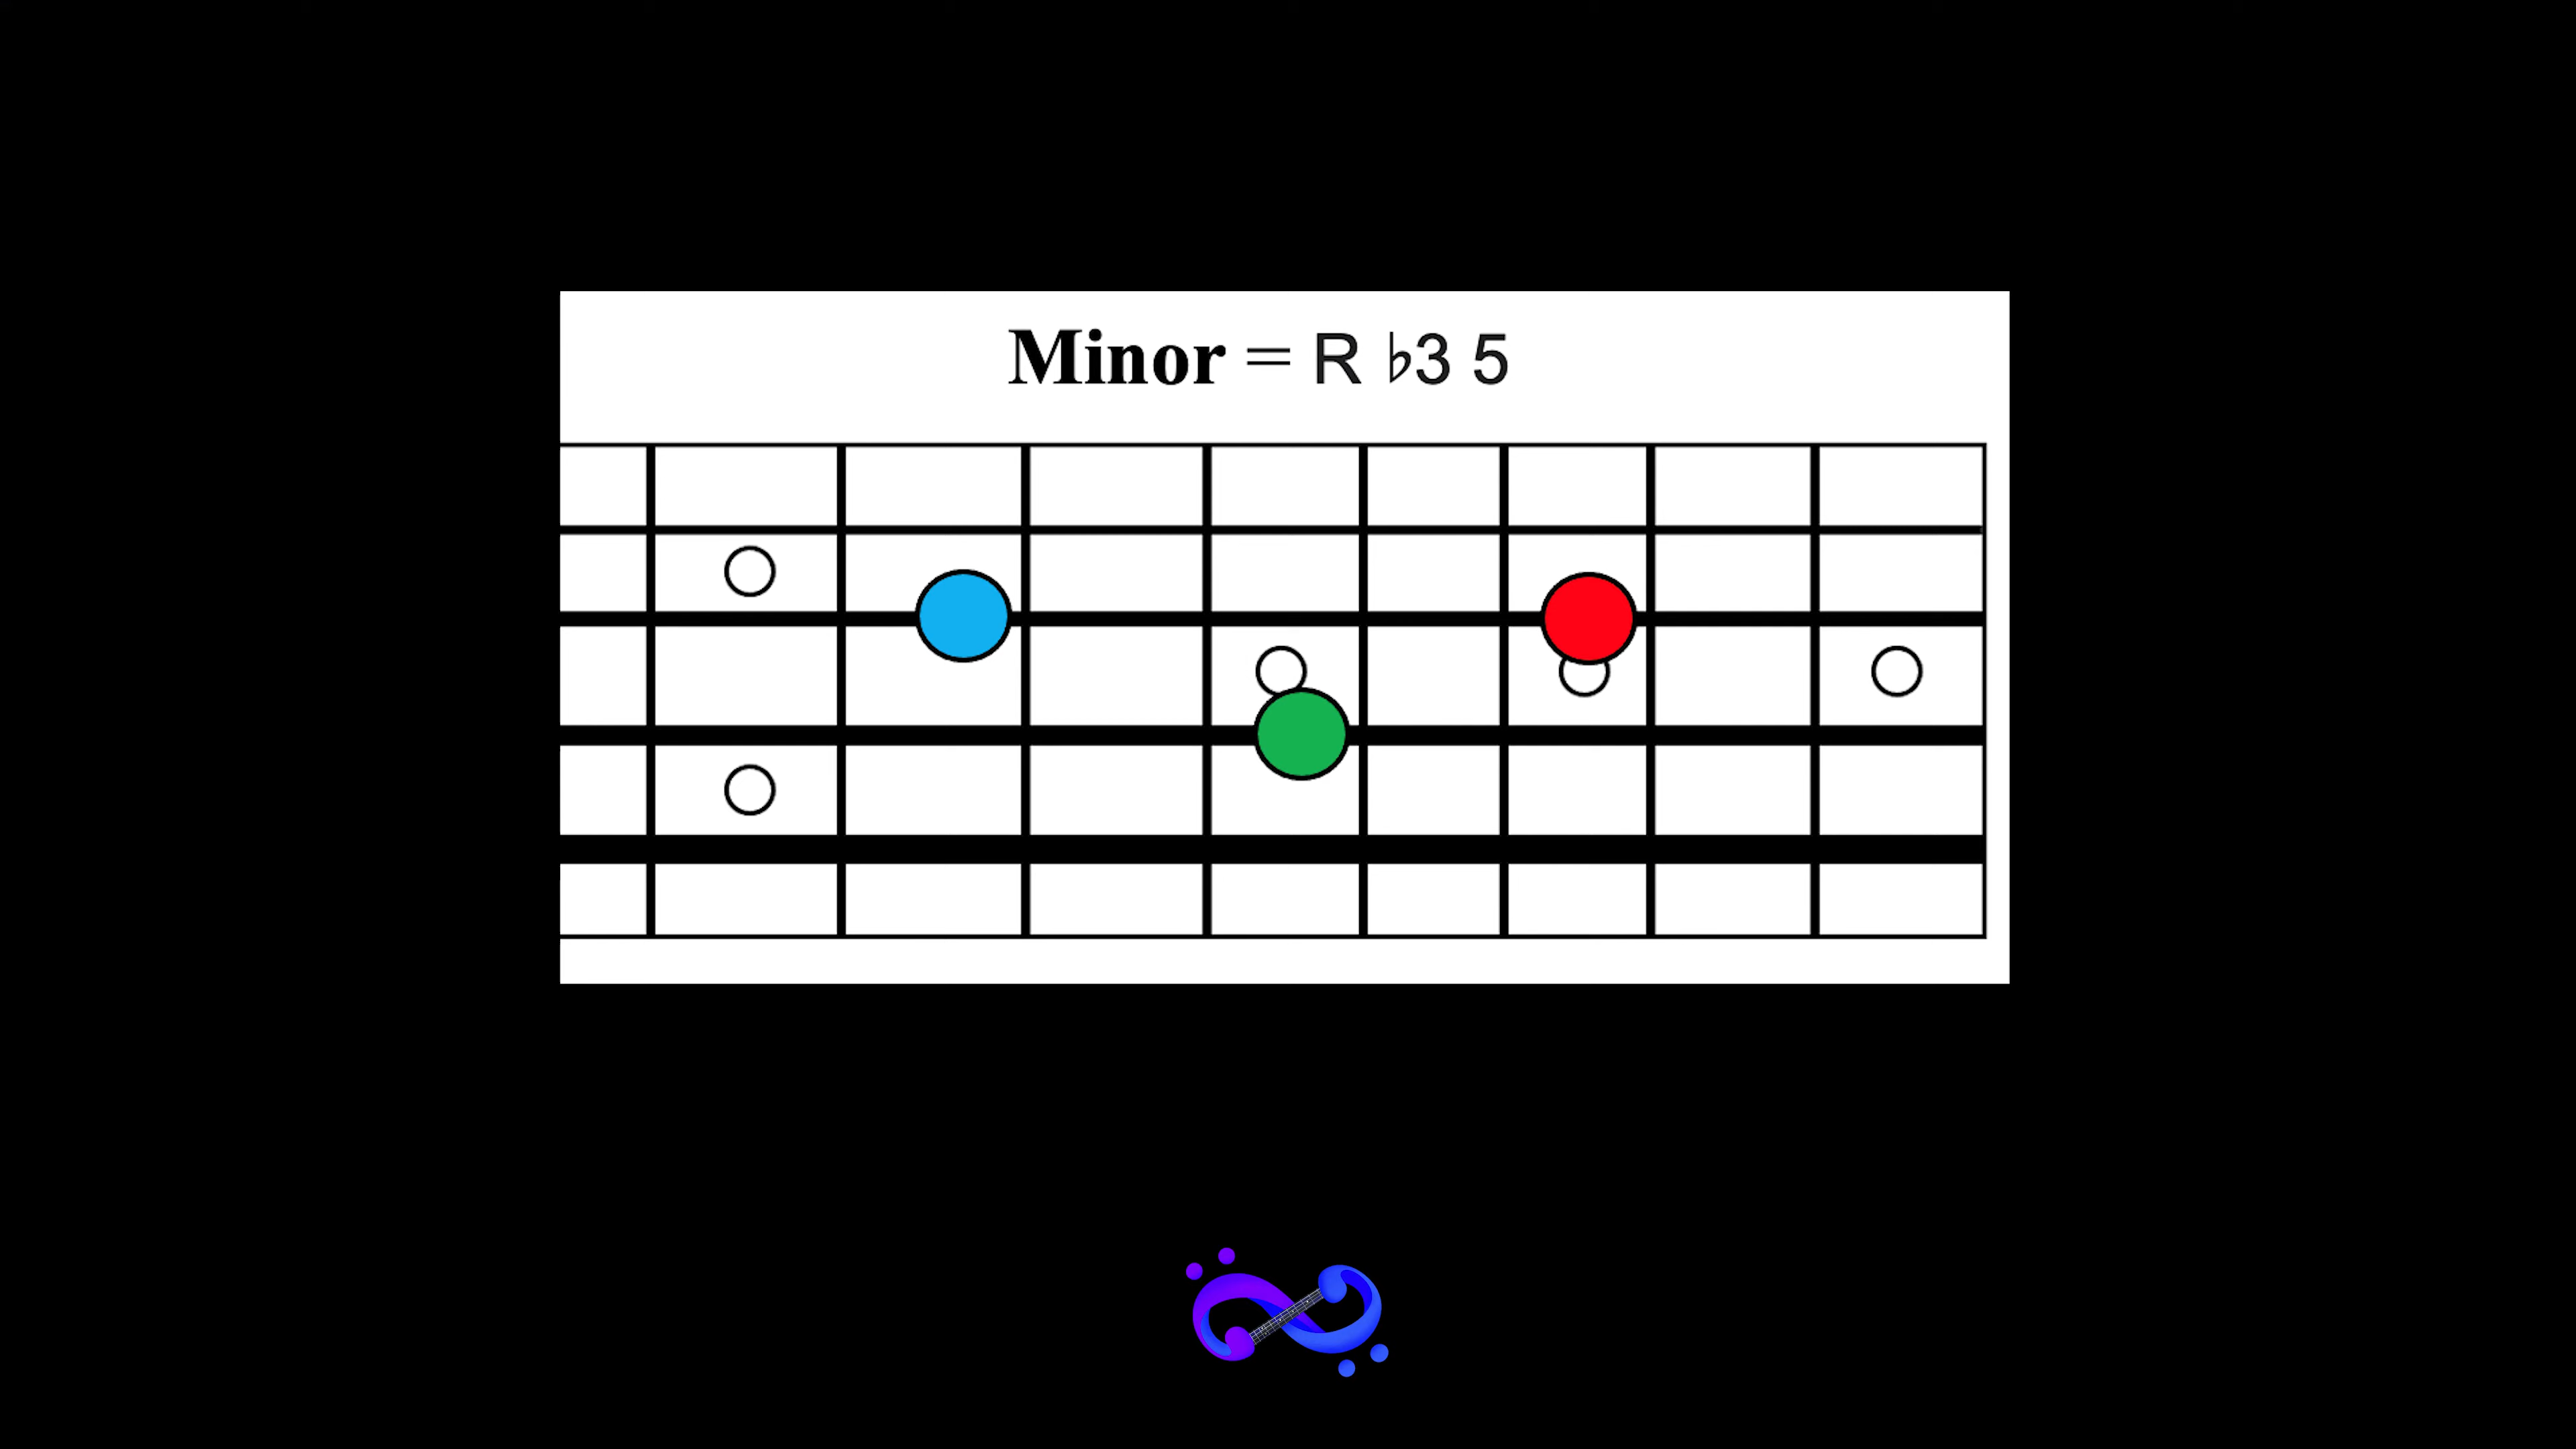 Minor = R ♭3 5